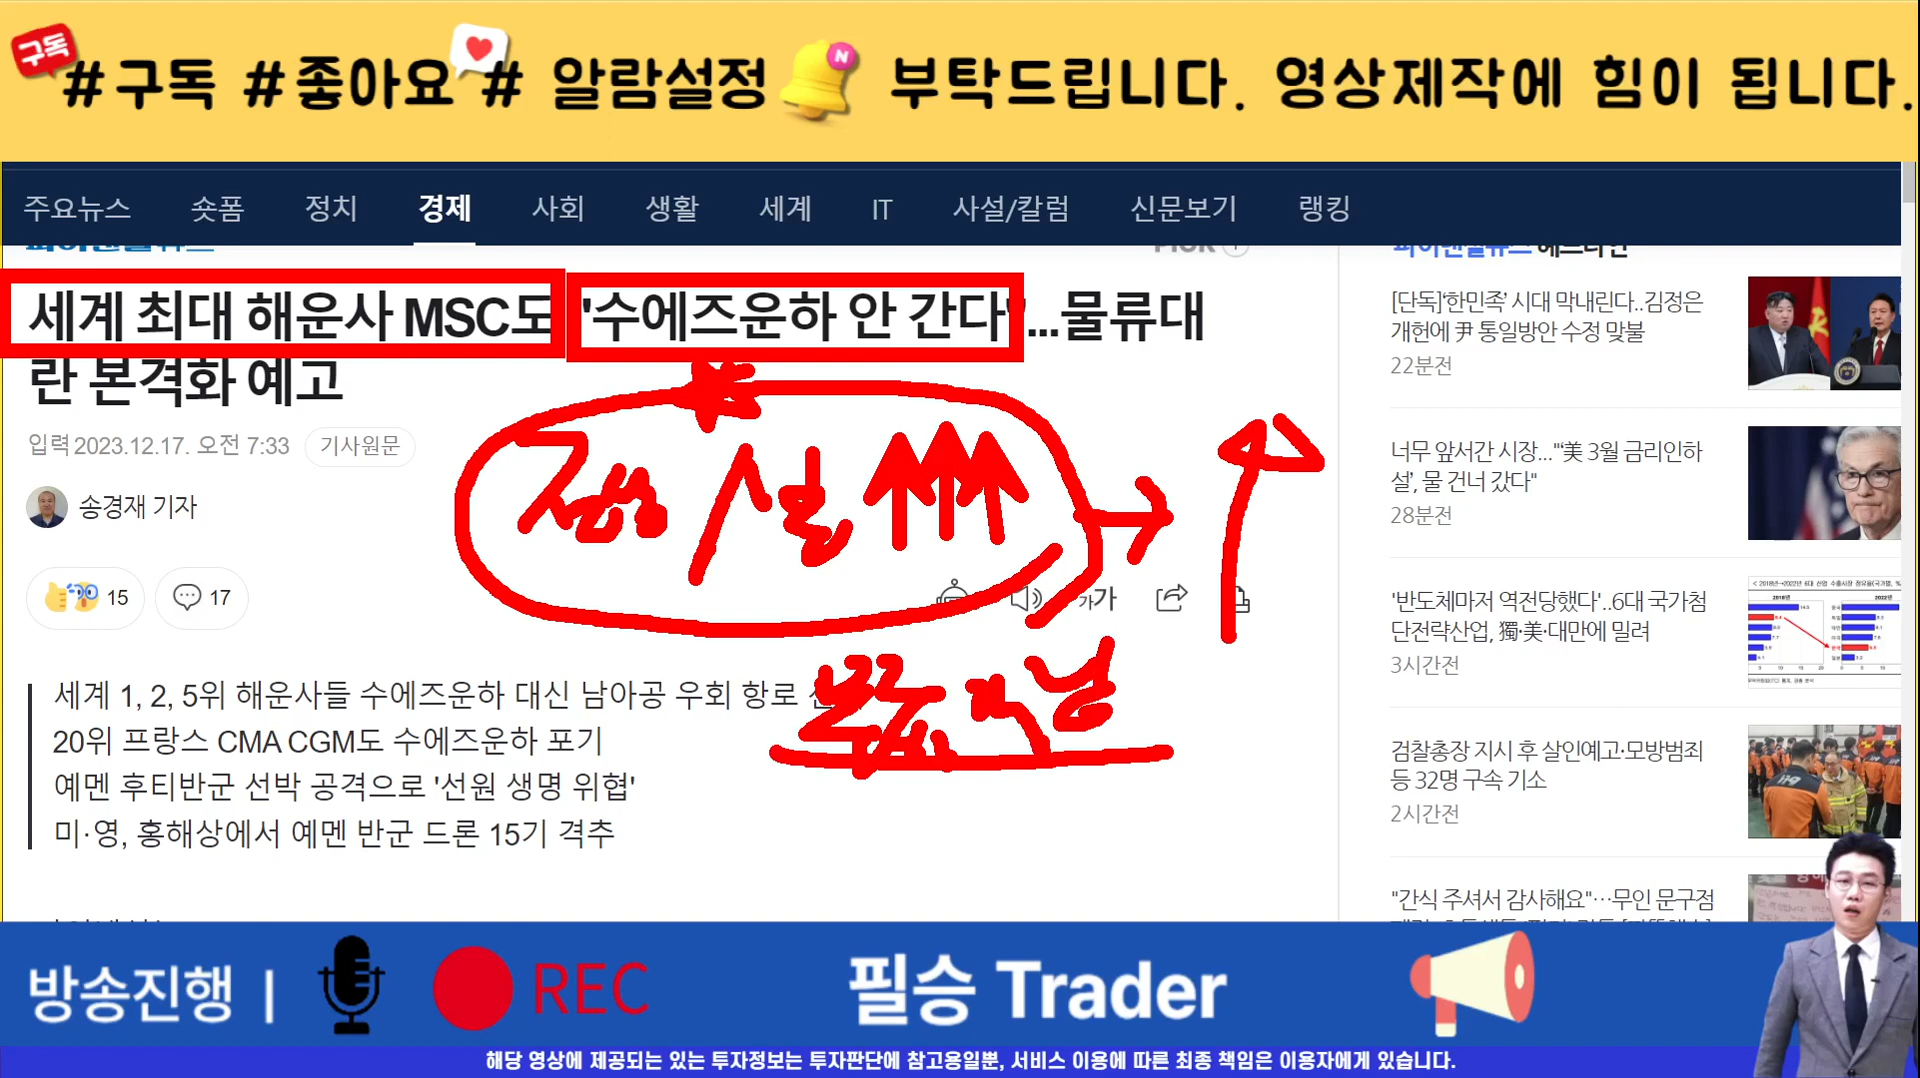 구독
#구독 #좋아요 # 알람설정 N 부탁드립니다. 영상제작에 힘이 됩니다.
주요뉴스 숏폼 정치 경제 사회 생활 세계 IT 사설/칼럼 신문보기 랭킹
세계 최대 해운사 MSC도 '수에즈운하 안 간다'...물류대
란 본격화 예고
입력 2023.12.17. 오전 7:33 기사원문
송경재 기자
15 17
가가
세계 1, 2, 5위 해운사들 수에즈운하 대신 남아공 우회 항로
20위 프랑스 CMA CGM도 수에즈운하 포기
예멘 후티반군 선박 공격으로 '선원 생명 위협'
미·영, 홍해상에서 예멘 반군 드론 15기 격추
[단독]'한민족' 시대 막내린다..김정은
개헌에 尹 통일방안 수정 맞불
22분전
너무 앞서간 시장..."'美 3월 금리인하
설', 물 건너 갔다"
28분전
'반도체마저 역전당했다'..6대 국가첨
단전략산업, 獨·美·대만에 밀려
3시간전
검찰총장 지시 후 살인예고·모방범죄
등 32명 구속 기소
2시간전
"간식 주셔서 감사해요"…무인 문구점
방송진행 | REC 필승 Trader
해당 영상에 제공되는 있는 투자정보는 투자판단에 참고용일뿐, 서비스 이용에 따른 최종 책임은 이용자에게 있습니다.